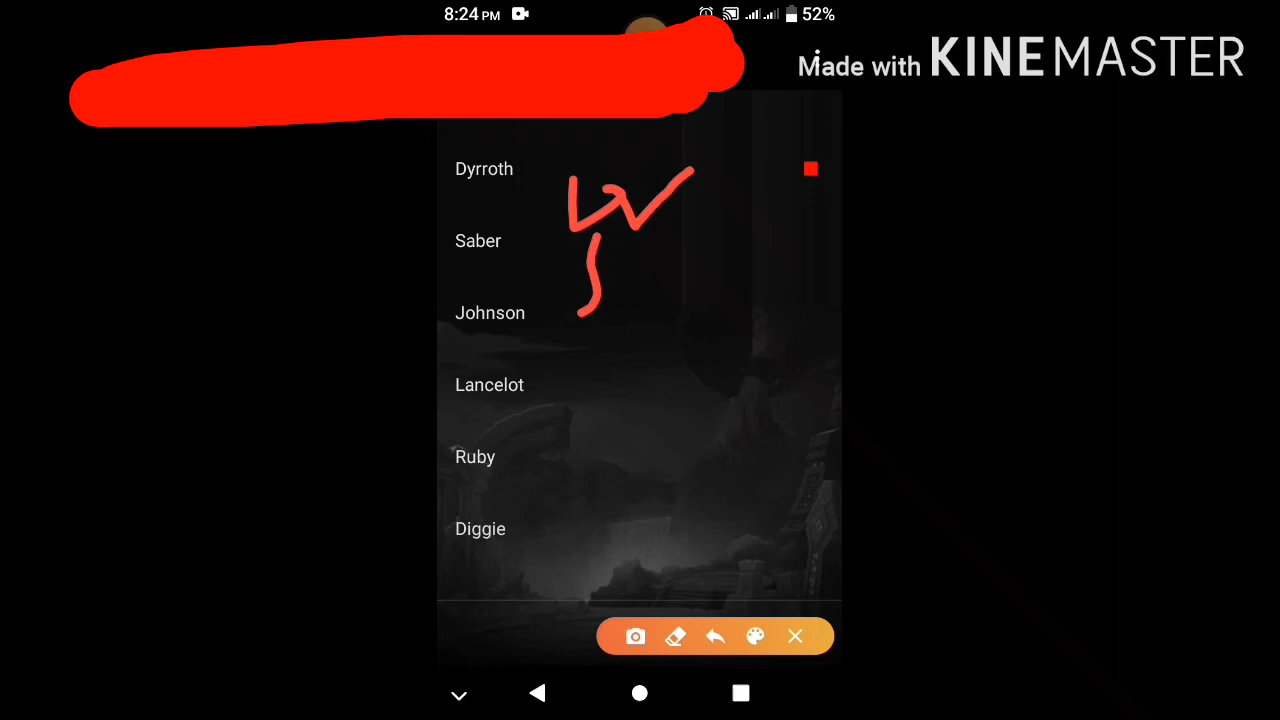 8:24 PM 52%
Made with KINEMASTER
Dyrroth
Saber
Johnson
Lancelot
Ruby
Diggie